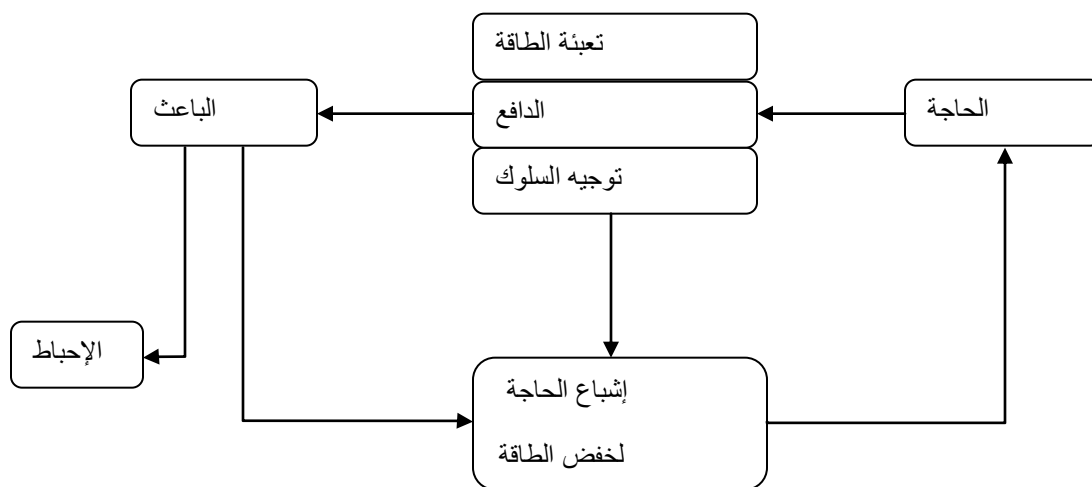 تعبئة الطاقة
الحاجة
الدافع
الباعث
توجيه السلوك
الإحباط
إشباع الحاجة
لخفض الطاقة